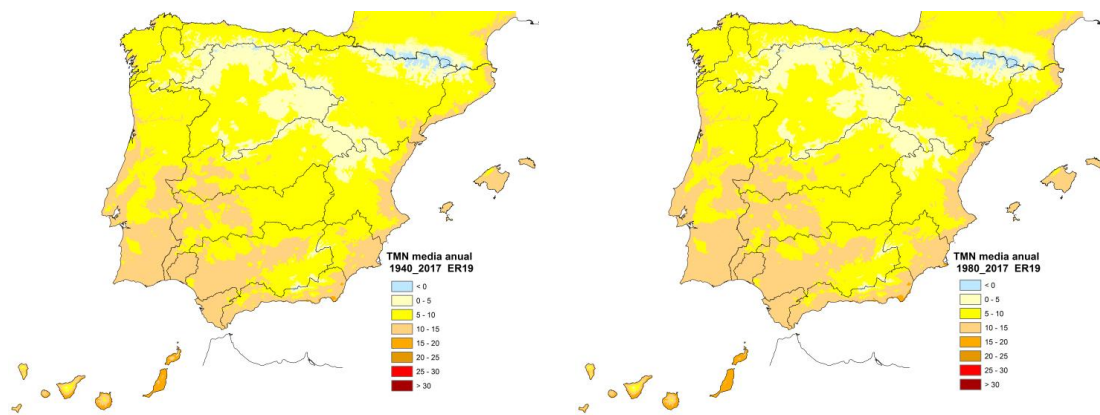 TMN media anual
1940_2017 ER19
< 0
0 - 5
5 - 10
10 - 15
15 - 20
20 - 25
25 - 30
> 30
TMN media anual
1980_2017 ER19
< 0
0 - 5
5 - 10
10 - 15
15 - 20
20 - 25
25 - 30
> 30